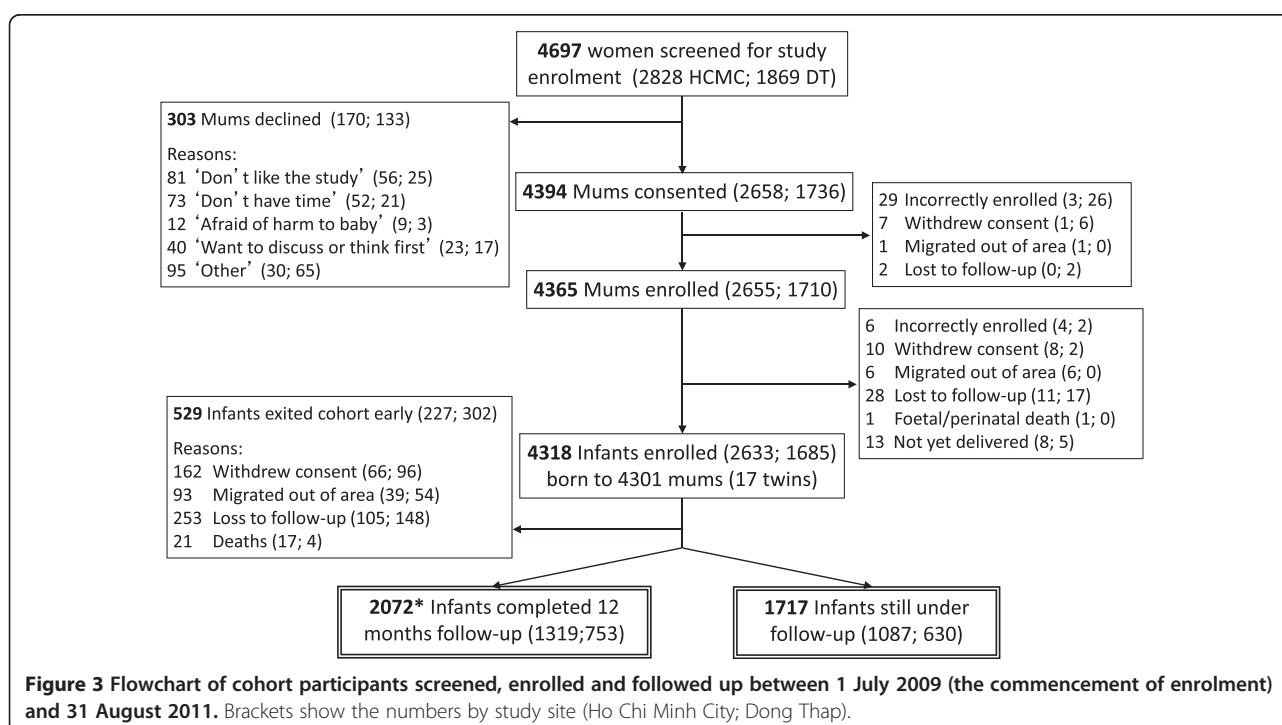 4697 women screened for study
enrolment (2828 HCMC; 1869 DT)
303 Mums declined (170; 133)
Reasons:
81 ‘Don’t like the study’ (56; 25)
73 ‘Don’t have time’ (52; 21)
12 ‘Afraid of harm to baby’ (9; 3)
40 ‘Want to discuss or think first’ (23; 17)
95 ‘Other’ (30; 65)
4394 Mums consented (2658; 1736)
29 Incorrectly enrolled (3; 26)
7 Withdrew consent (1; 6)
1 Migrated out of area (1; 0)
2 Lost to follow-up (0; 2)
4365 Mums enrolled (2655; 1710)
6 Incorrectly enrolled (4; 2)
10 Withdrew consent (8; 2)
6 Migrated out of area (6; 0)
28 Lost to follow-up (11; 17)
1 Foetal/perinatal death (1; 0)
13 Not yet delivered (8; 5)
529 Infants exited cohort early (227; 302)
Reasons:
162 Withdrew consent (66; 96)
93 Migrated out of area (39; 54)
253 Loss to follow-up (105; 148)
21 Deaths (17; 4)
4318 Infants enrolled (2633; 1685)
born to 4301 mums (17 twins)
2072* Infants completed 12
months follow-up (1319;753)
1717 Infants still under
follow-up (1087; 630)
Figure 3 Flowchart of cohort participants screened, enrolled and followed up between 1 July 2009 (the commencement of enrolment)
and 31 August 2011. Brackets show the numbers by study site (Ho Chi Minh City; Dong Thap).